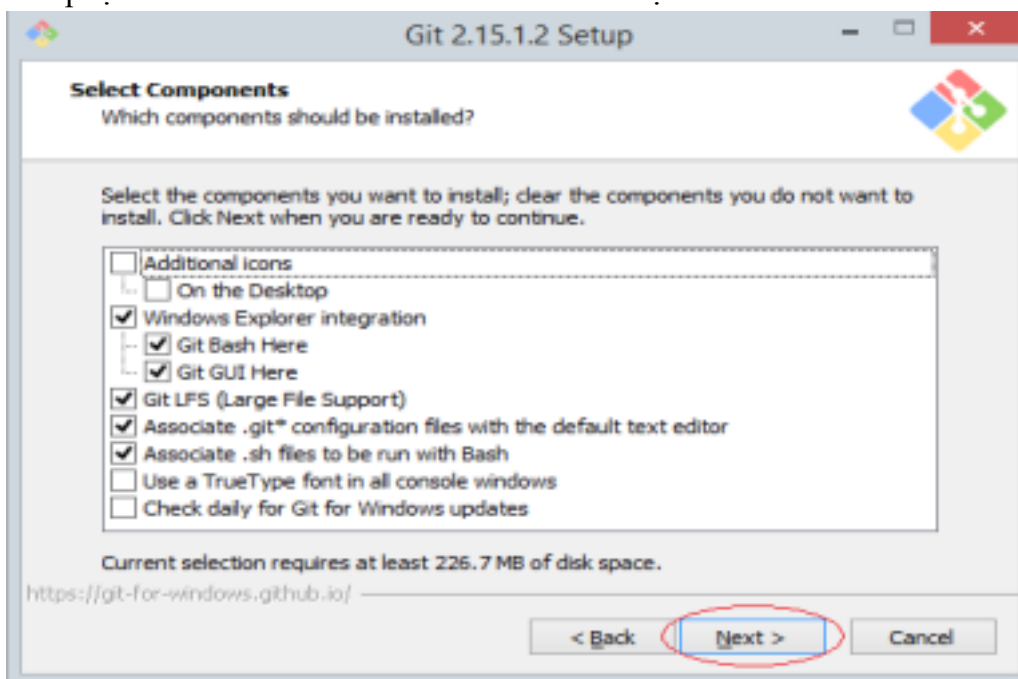 Git 2.15.1.2 Setup
Select Components
Which components should be installed?
Select the components you want to install; clear the components you do not want to
install. Click Next when you are ready to continue.
Additional icons
On the Desktop
Windows Explorer integration
Git Bash Here
Git GUI Here
Git LFS (Large File Support)
Associate .git* configuration files with the default text editor
Associate .sh files to be run with Bash
Use a TrueType font in all console windows
Check daily for Git for Windows updates
Current selection requires at least 226.7 MB of disk space.
https://git-for-windows.github.io/
< Back Next > Cancel